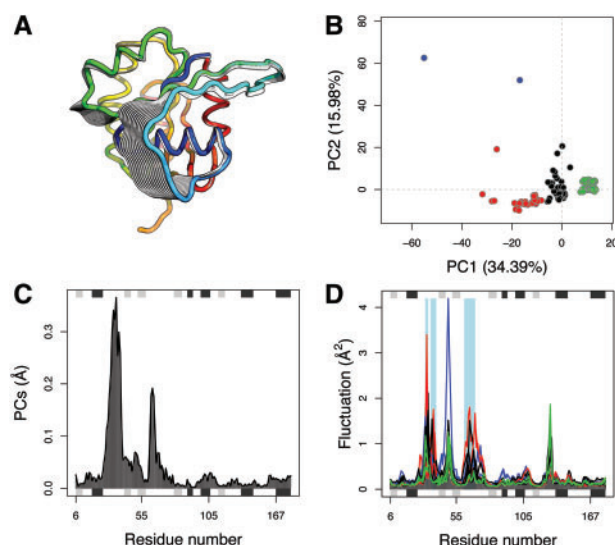 A
B
80
60
40
20
0
PC2 (15.98%)
−60
−40
−20
0
20
PC1 (34.39%)
C
0.3
0.2
0.1
0.0
PCs (Å)
6
55
105
167
Residue number
D
4
3
2
1
0
Fluctuation (Å²)
6
55
106
167
Residue number